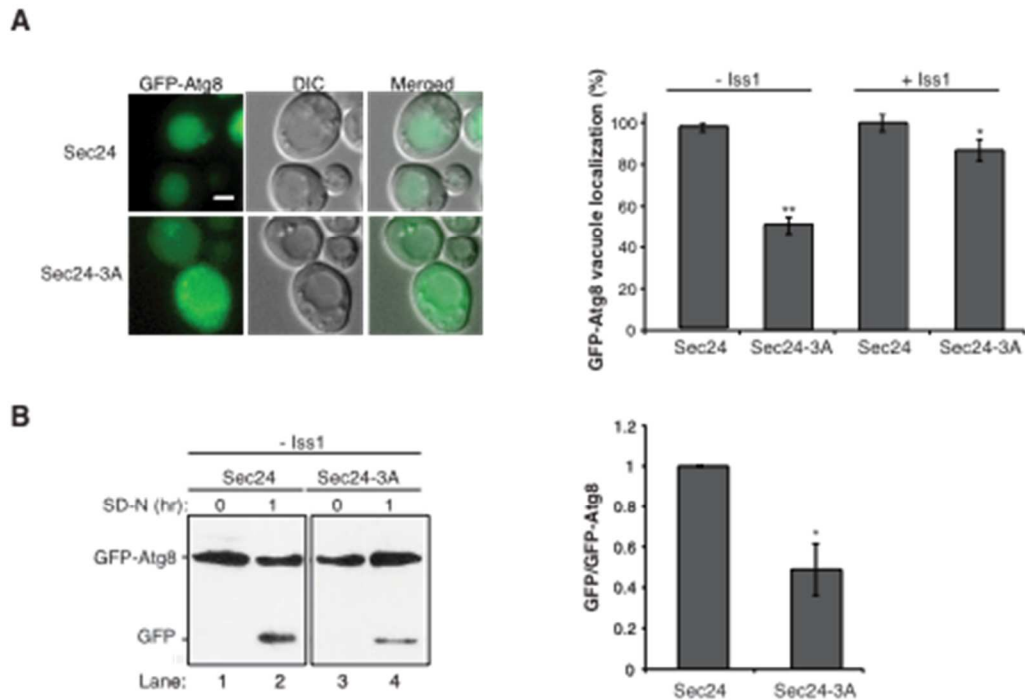 A
GFP-Atg8 DIC Merged
Sec24
Sec24-3A
GFP-Atg8 vacuole localization (%)
- Iss1 + Iss1
100
80
60
40
20
0
** *
Sec24 Sec24-3A Sec24 Sec24-3A
B
- Iss1
Sec24 Sec24-3A
SD-N (hr): 0 1 0 1
GFP-Atg8
GFP
Lane: 1 2 3 4
GFP/GFP-Atg8
1.2
1
0.8
0.6
0.4
0.2
0
*
Sec24 Sec24-3A